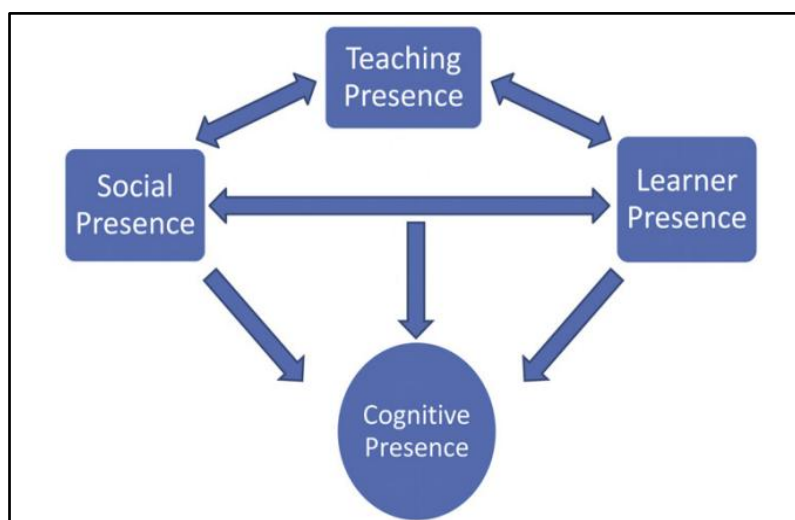 Teaching
Presence
Social
Presence
Learner
Presence
Cognitive
Presence